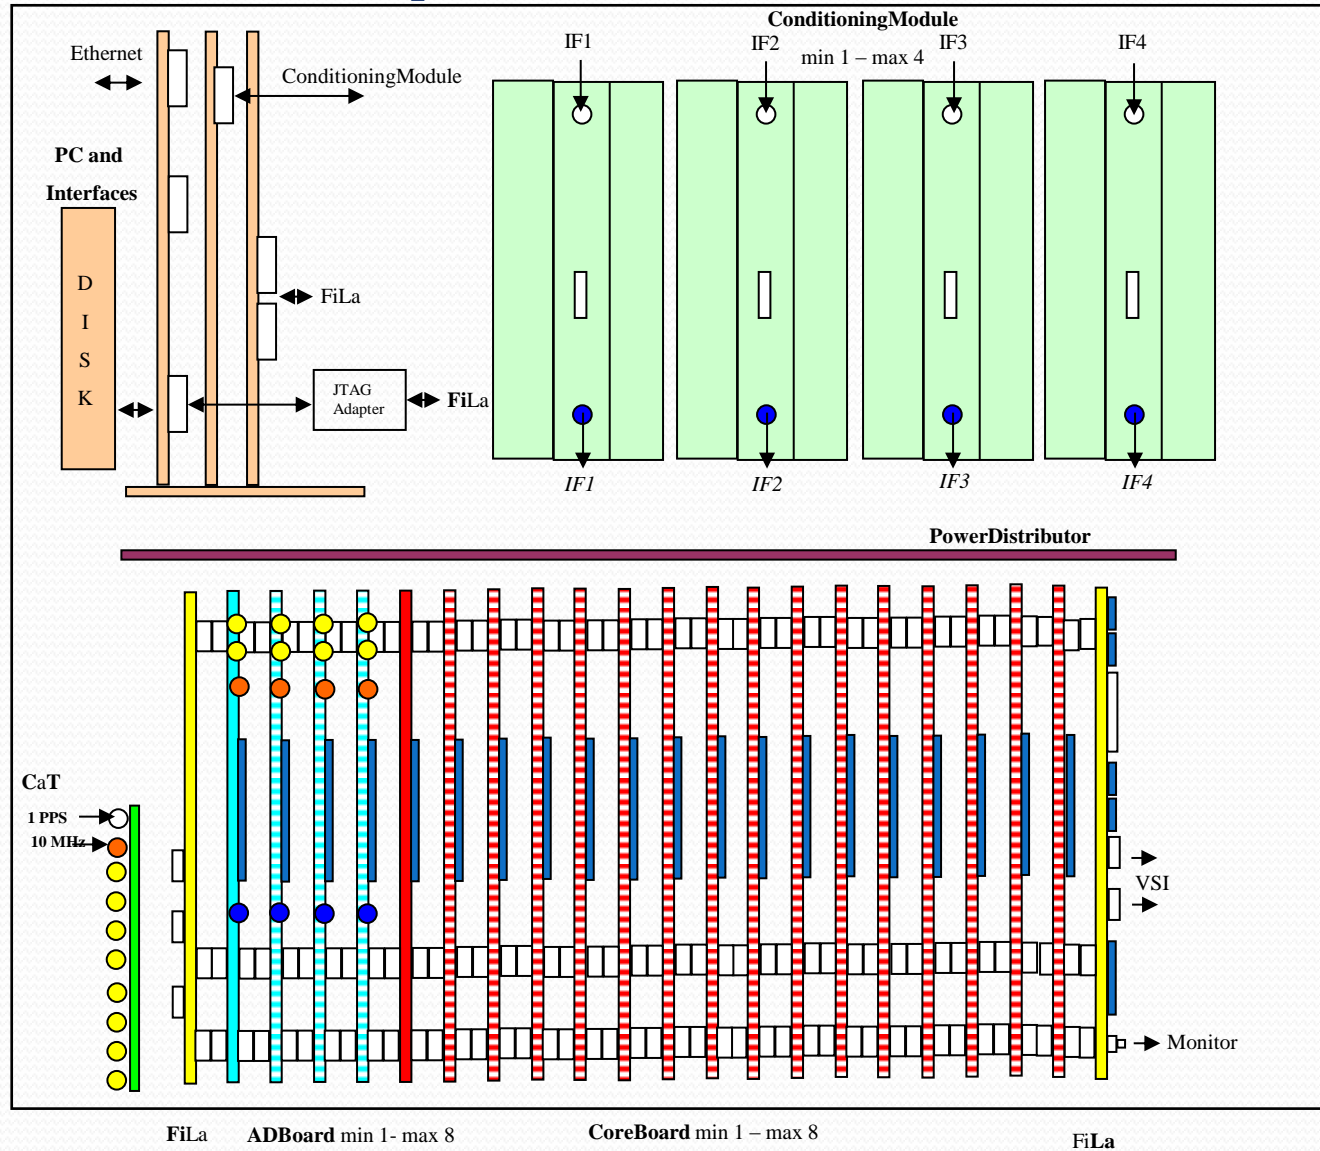 ConditioningModule
min 1 – max 4
IF1
IF2
IF3
IF4
Ethernet
ConditioningModule
PC and
Interfaces
D
I
S
K
FiLa
JTAG
Adapter
FiLa
IF1
IF2
IF3
IF4
PowerDistributor
CaT
1 PPS
10 MHz
VSI
Monitor
FiLa
ADBoard min 1- max 8
CoreBoard min 1 – max 8
FiLa